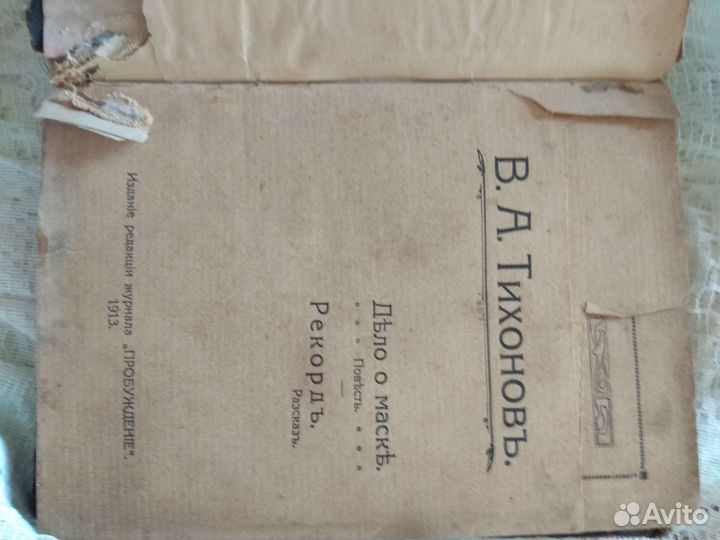 В. А. Тихоновъ.
Дѣло о маскѣ.
Повѣсть.
Рекордъ.
Разсказъ.
Изданіе редакціи журнала „ПРОБУЖДЕНІЕ".
1913.
Avito